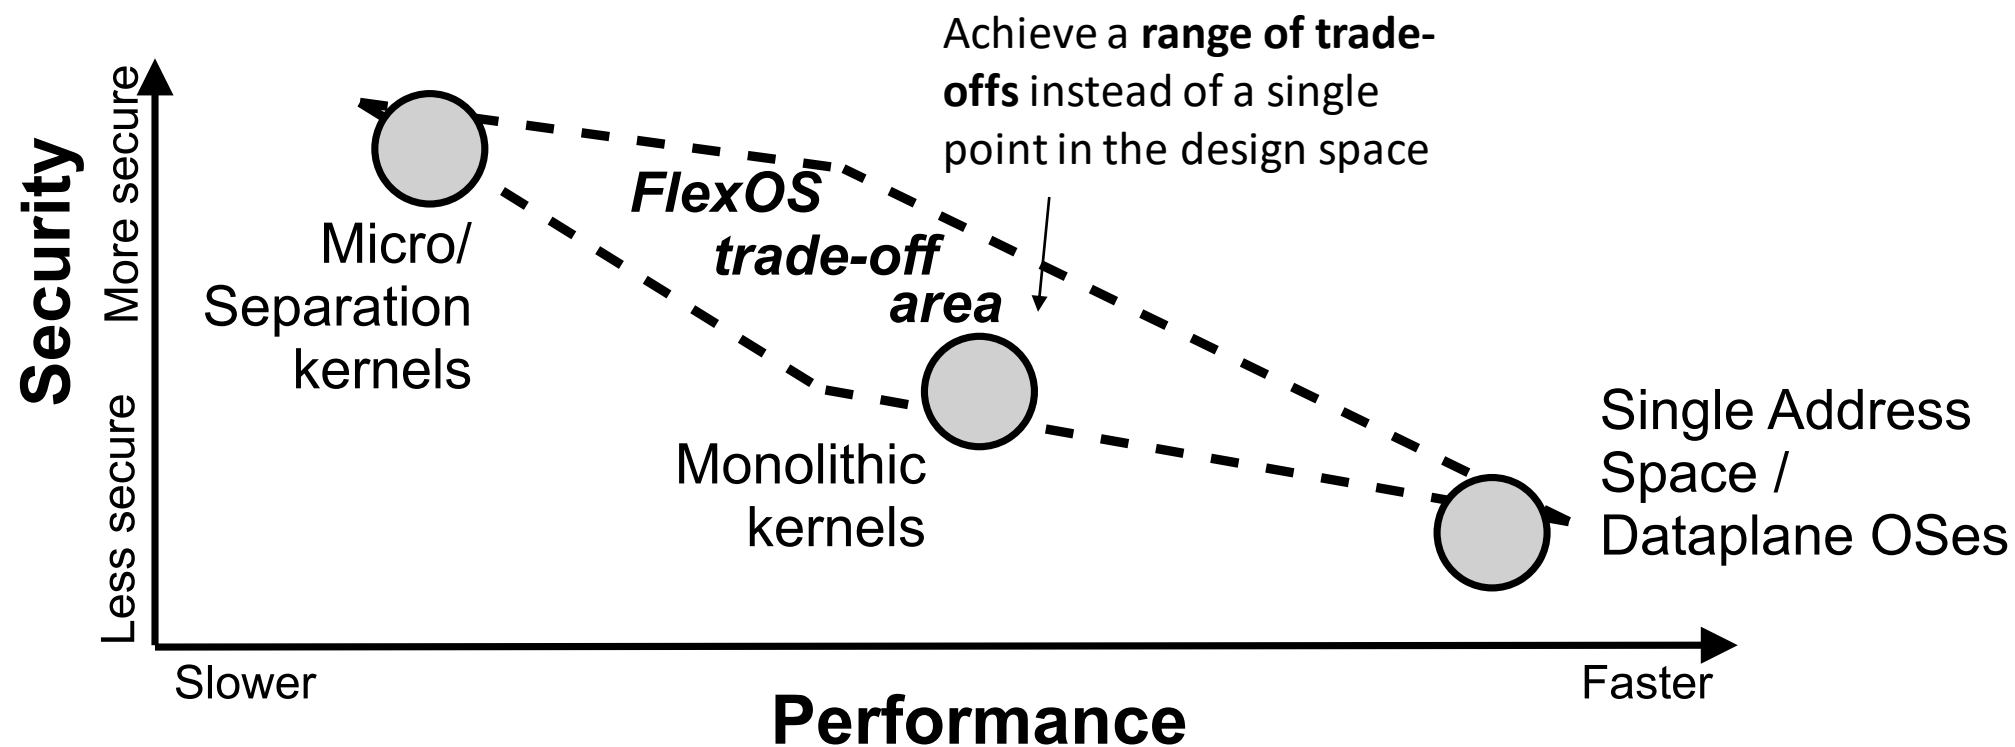 Achieve a range of trade-
offs instead of a single
point in the design space
Security
More secure
Less secure
FlexOS
trade-off
area
Micro/
Separation
kernels
Monolithic
kernels
Single Address
Space /
Dataplane OSes
Slower
Faster
Performance